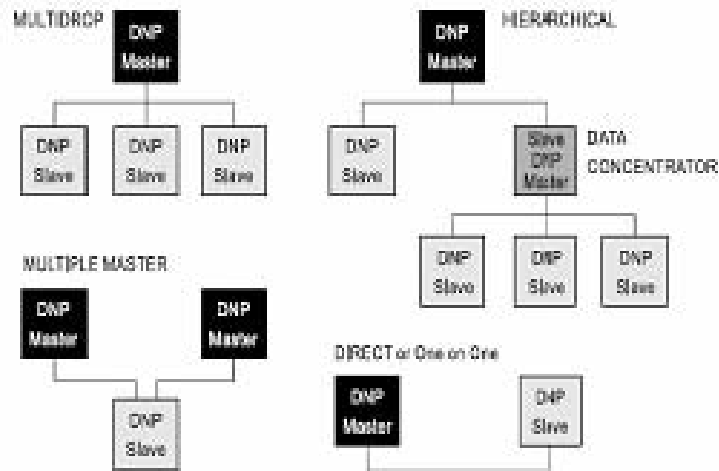 MULTIDROP
DNP
Master
DNP
Slave
DNP
Slave
DNP
Slave
HIERARCHICAL
DNP
Master
DNP
Slave
Slave
DNP
Master
DATA
CONCENTRATOR
DNP
Slave
DNP
Slave
DNP
Slave
MULTIPLE MASTER
DNP
Master
DNP
Master
DNP
Slave
DIRECT or One on One
DNP
Master
DNP
Slave